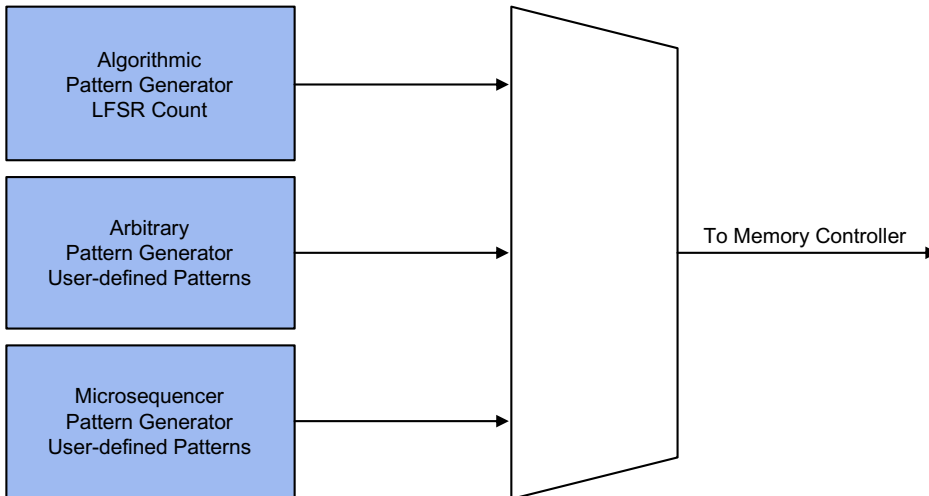 Algorithmic
Pattern Generator
LFSR Count
Arbitrary
Pattern Generator
User-defined Patterns
To Memory Controller
Microsequencer
Pattern Generator
User-defined Patterns